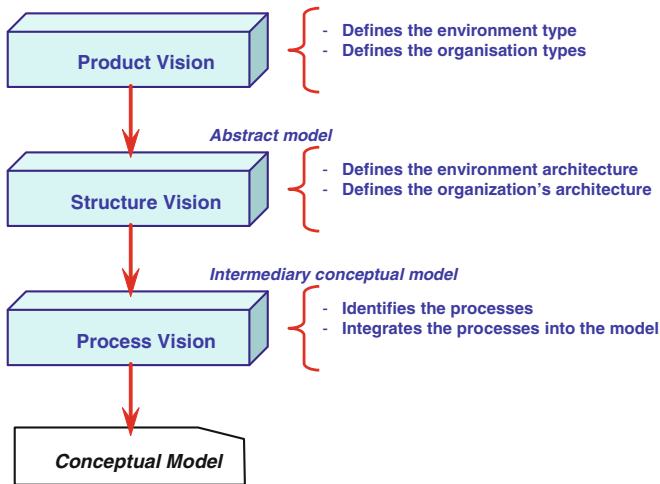 Product Vision
- Defines the environment type
- Defines the organisation types
Abstract model
Structure Vision
- Defines the environment architecture
- Defines the organization's architecture
Intermediary conceptual model
Process Vision
- Identifies the processes
- Integrates the processes into the model
Conceptual Model